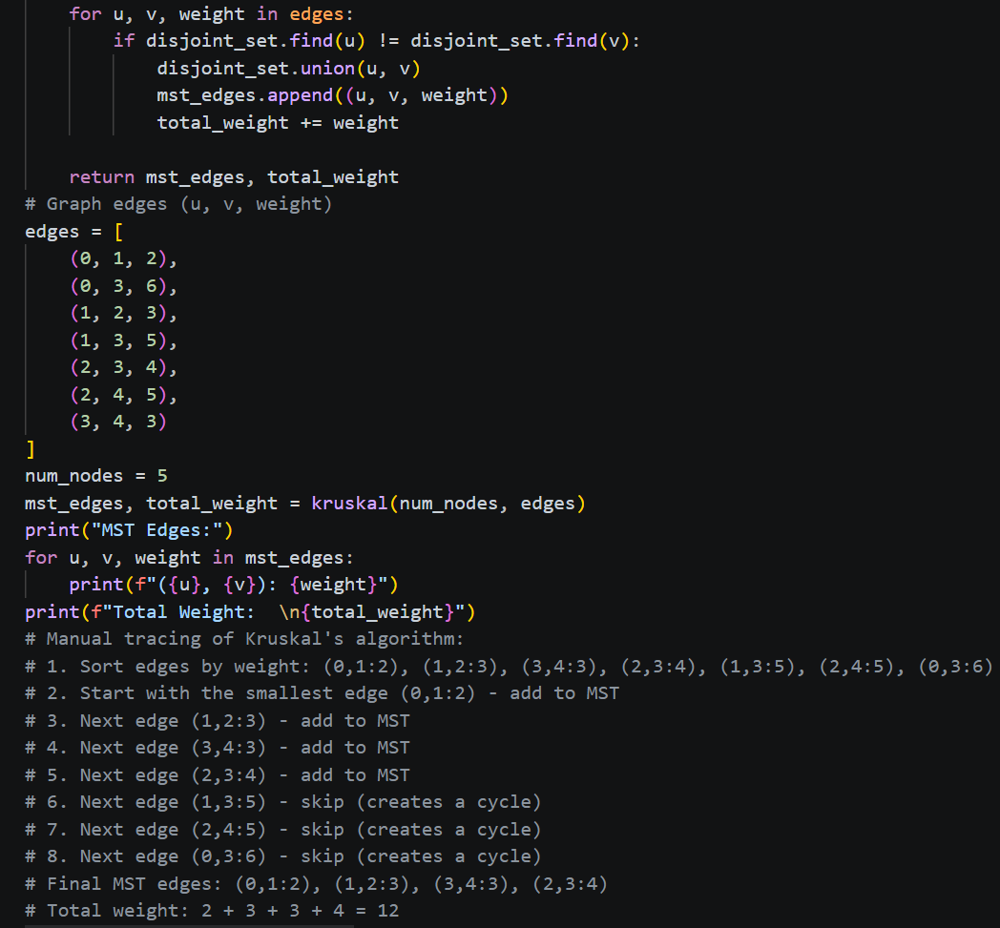 for u, v, weight in edges:
        if disjoint_set.find(u) != disjoint_set.find(v):
            disjoint_set.union(u, v)
            mst_edges.append((u, v, weight))
            total_weight += weight

    return mst_edges, total_weight
# Graph edges (u, v, weight)
edges = [
    (0, 1, 2),
    (0, 3, 6),
    (1, 2, 3),
    (1, 3, 5),
    (2, 3, 4),
    (2, 4, 5),
    (3, 4, 3)
]
num_nodes = 5
mst_edges, total_weight = kruskal(num_nodes, edges)
print("MST Edges:")
for u, v, weight in mst_edges:
    print(f"({u}, {v}): {weight}")
print(f"Total Weight:  \n{total_weight}")
# Manual tracing of Kruskal's algorithm:
# 1. Sort edges by weight: (0,1:2), (1,2:3), (3,4:3), (2,3:4), (1,3:5), (2,4:5), (0,3:6)
# 2. Start with the smallest edge (0,1:2) - add to MST
# 3. Next edge (1,2:3) - add to MST
# 4. Next edge (3,4:3) - add to MST
# 5. Next edge (2,3:4) - add to MST
# 6. Next edge (1,3:5) - skip (creates a cycle)
# 7. Next edge (2,4:5) - skip (creates a cycle)
# 8. Next edge (0,3:6) - skip (creates a cycle)
# Final MST edges: (0,1:2), (1,2:3), (3,4:3), (2,3:4)
# Total weight: 2 + 3 + 3 + 4 = 12